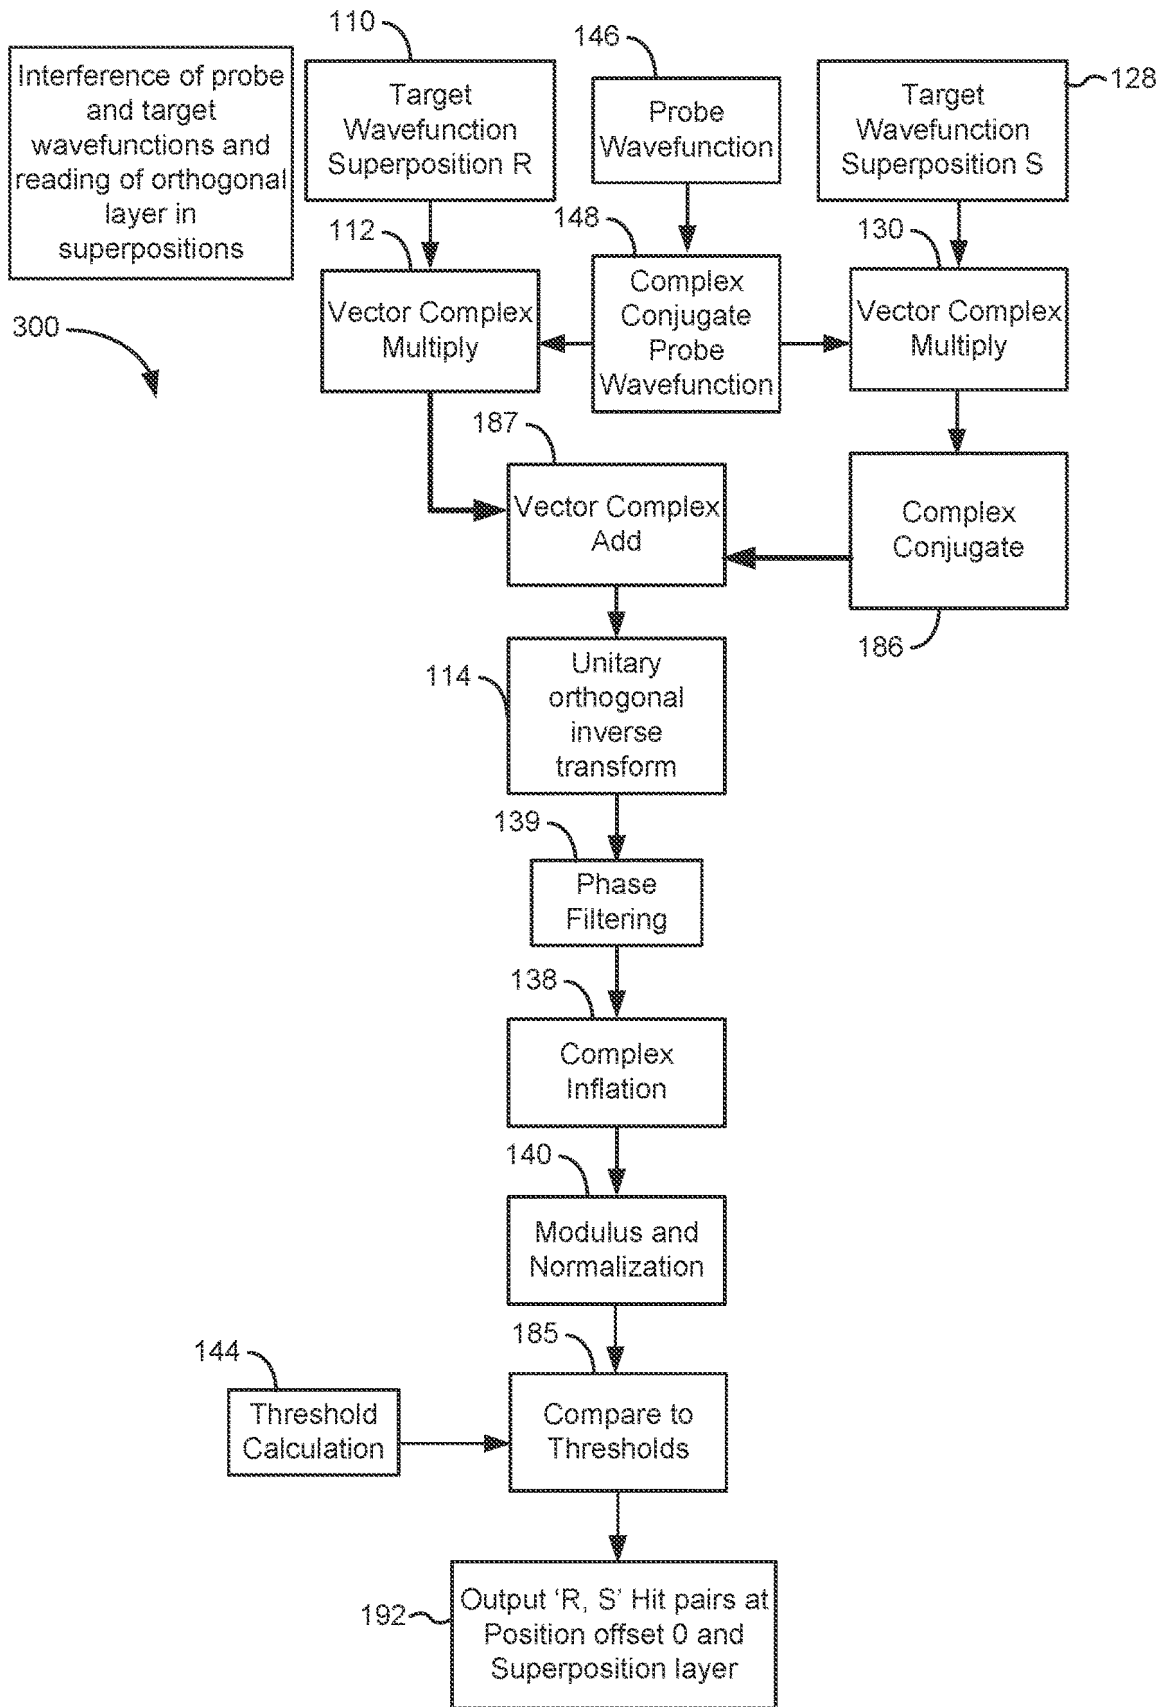 110
146
128
Interference of probe
and target
wavefunctions and
reading of orthogonal
layer in
superpositions
Target
Wavefunction
Superposition R
Probe
Wavefunction
Target
Wavefunction
Superposition S
112
148
130
300
Vector Complex
Multiply
Complex
Conjugate
Probe
Wavefunction
Vector Complex
Multiply
187
Vector Complex
Add
Complex
Conjugate
186
114
Unitary
orthogonal
inverse
transform
139
Phase
Filtering
138
Complex
Inflation
140
Modulus and
Normalization
185
144
Threshold
Calculation
Compare to
Thresholds
192
Output ‘R, S’ Hit pairs at
Position offset 0 and
Superposition layer